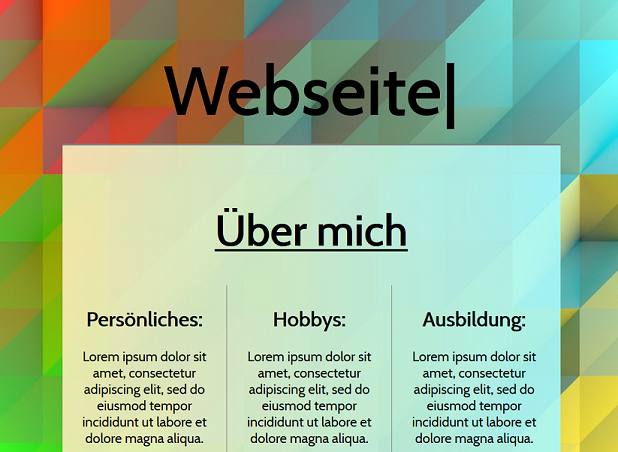 Webseite|
Über mich
Persönliches:
Lorem ipsum dolor sit
amet, consectetur
adipiscing elit, sed do
eiusmod tempor
incididunt ut labore et
dolore magna aliqua.
Hobbys:
Lorem ipsum dolor sit
amet, consectetur
adipiscing elit, sed do
eiusmod tempor
incididunt ut labore et
dolore magna aliqua.
Ausbildung:
Lorem ipsum dolor sit
amet, consectetur
adipiscing elit, sed do
eiusmod tempor
incididunt ut labore et
dolore magna aliqua.